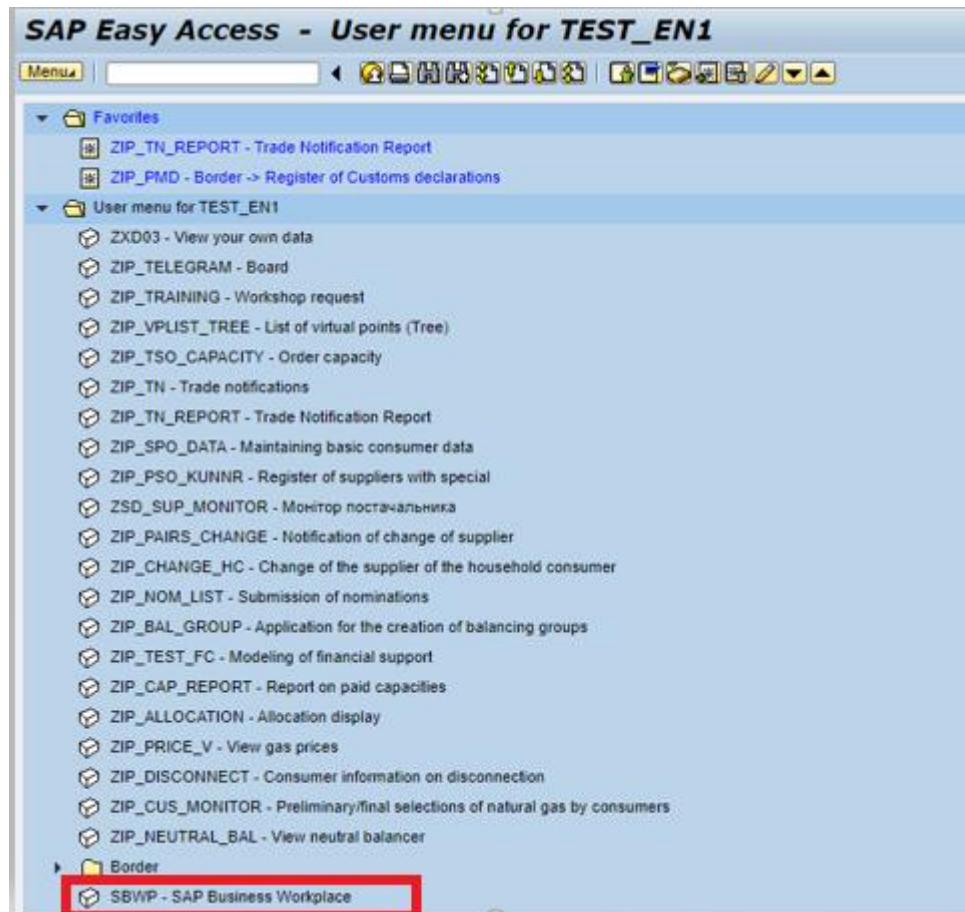 SAP Easy Access - User menu for TEST_EN1
Menu
Favorites
ZIP_TN_REPORT - Trade Notification Report
ZIP_PMD - Border -> Register of Customs declarations
User menu for TEST_EN1
ZXD03 - View your own data
ZIP_TELEGRAM - Board
ZIP_TRAINING - Workshop request
ZIP_VPLIST_TREE - List of virtual points (Tree)
ZIP_TSO_CAPACITY - Order capacity
ZIP_TN - Trade notifications
ZIP_TN_REPORT - Trade Notification Report
ZIP_SPO_DATA - Maintaining basic consumer data
ZIP_PSO_KUNNR - Register of suppliers with special
ZSD_SUP_MONITOR - Монітор постачальника
ZIP_PAIRS_CHANGE - Notification of change of supplier
ZIP_CHANGE_HC - Change of the supplier of the household consumer
ZIP_NOM_LIST - Submission of nominations
ZIP_BAL_GROUP - Application for the creation of balancing groups
ZIP_TEST_FC - Modeling of financial support
ZIP_CAP_REPORT - Report on paid capacities
ZIP_ALLOCATION - Allocation display
ZIP_PRICE_V - View gas prices
ZIP_DISCONNECT - Consumer information on disconnection
ZIP_CUS_MONITOR - Preliminary/final selections of natural gas by consumers
ZIP_NEUTRAL_BAL - View neutral balancer
Border
SBWP - SAP Business Workplace